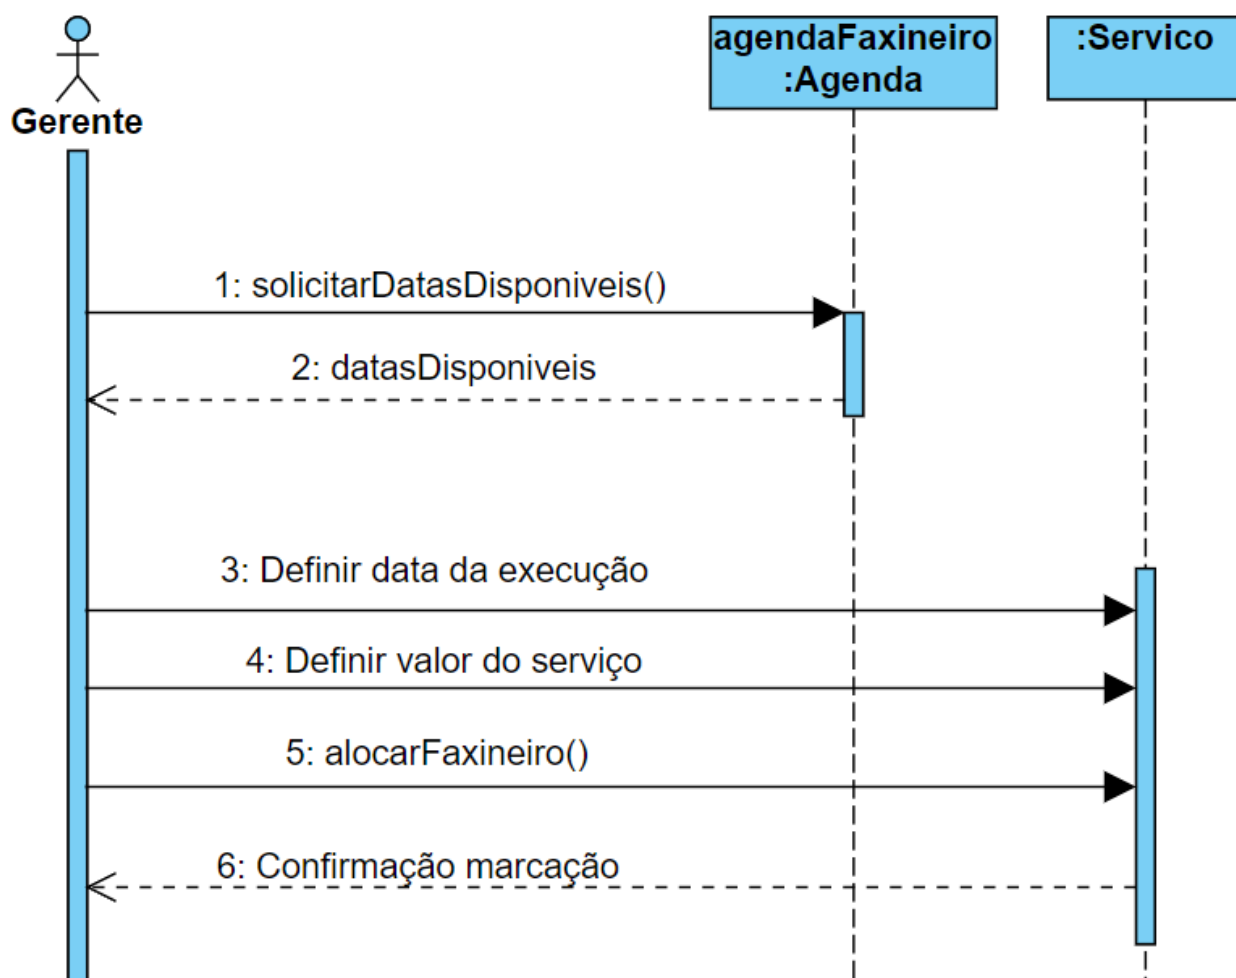 agendaFaxineiro
:Agenda
:Servico
Gerente
1: solicitarDatasDisponiveis()
2: datasDisponiveis
3: Definir data da execução
4: Definir valor do serviço
5: alocarFaxineiro()
6: Confirmação marcação